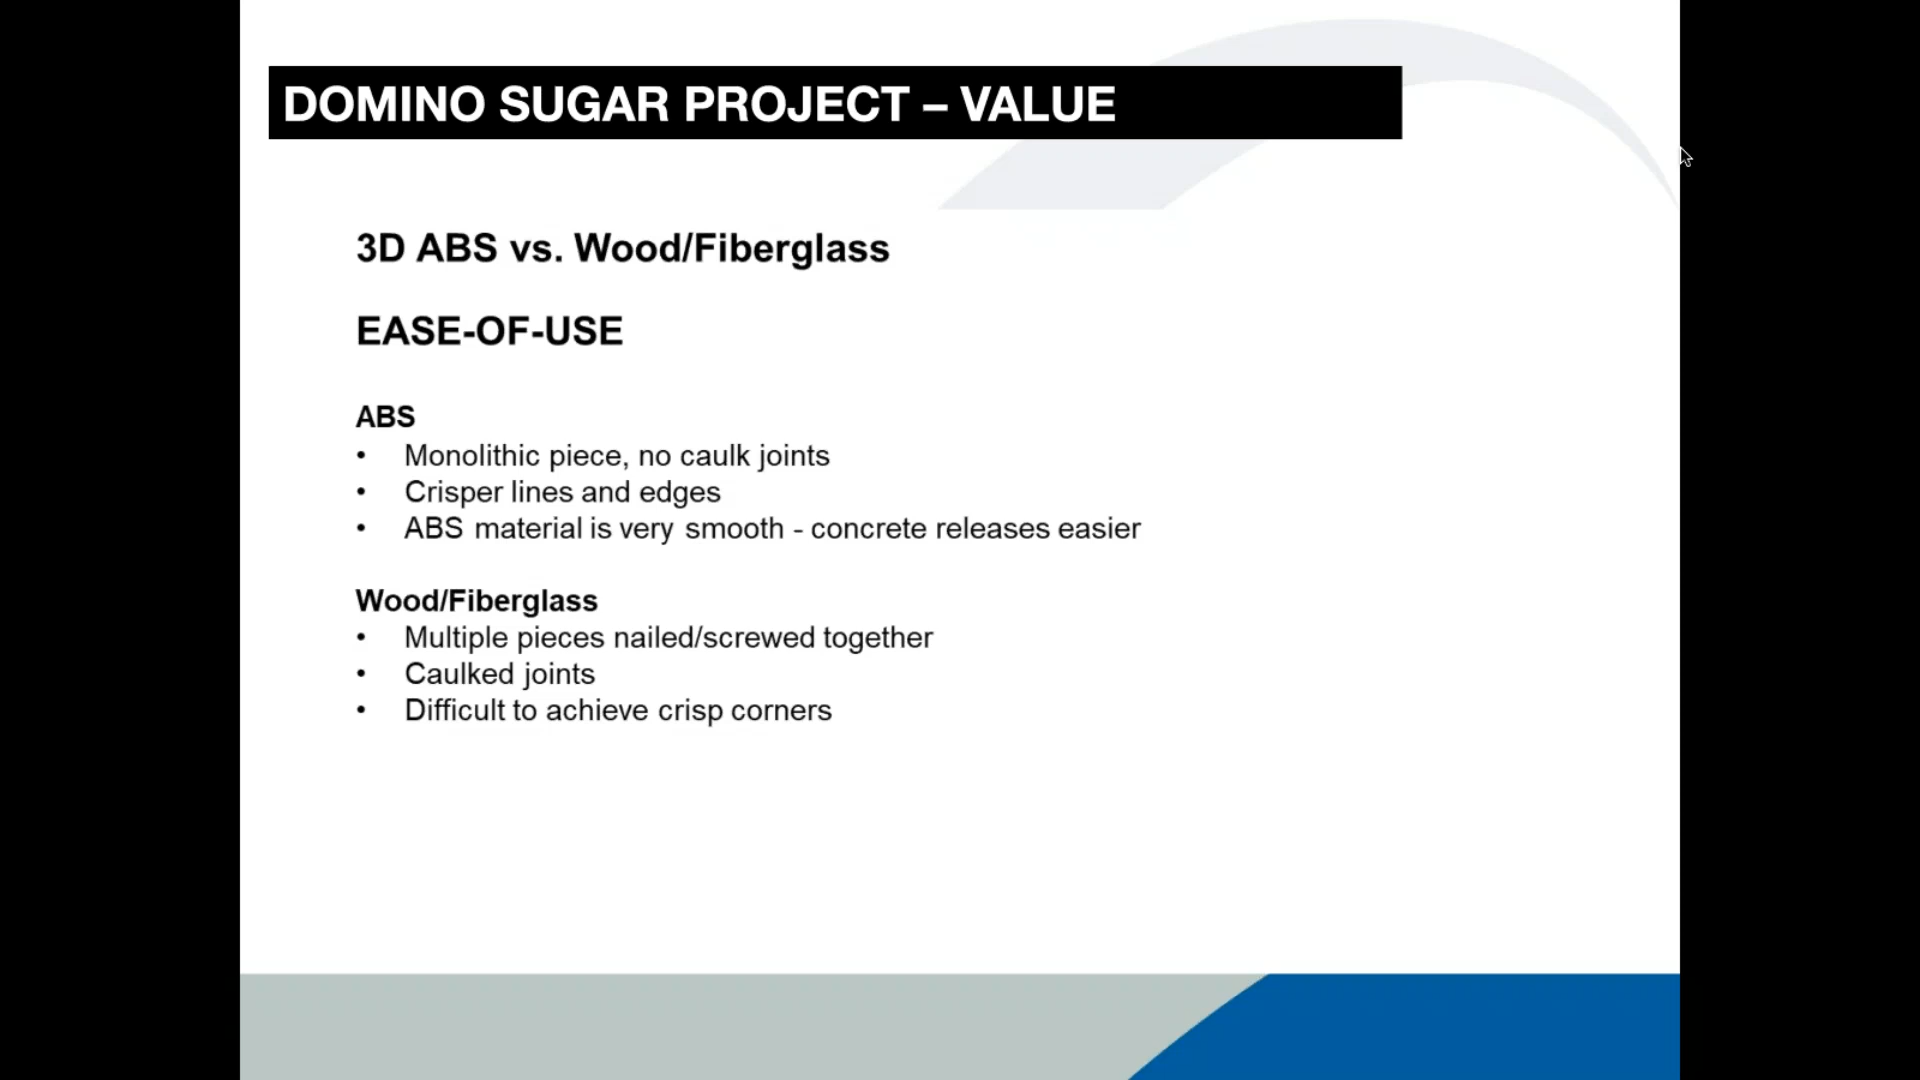 DOMINO SUGAR PROJECT – VALUE
3D ABS vs. Wood/Fiberglass
EASE-OF-USE
ABS
• Monolithic piece, no caulk joints
• Crisper lines and edges
• ABS material is very smooth - concrete releases easier
Wood/Fiberglass
• Multiple pieces nailed/screwed together
• Caulked joints
• Difficult to achieve crisp corners